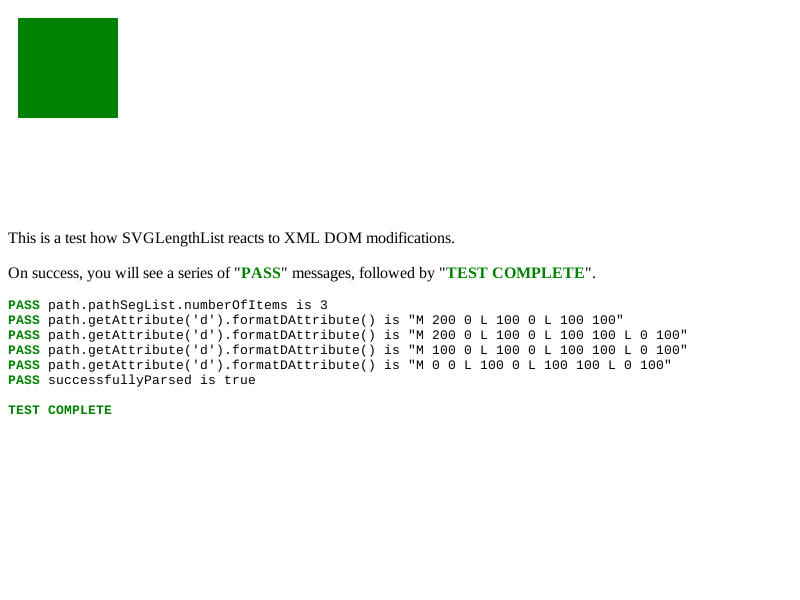 This is a test how SVGLengthList reacts to XML DOM modifications.
On success, you will see a series of "PASS" messages, followed by "TEST COMPLETE".
PASS path.pathSegList.numberOfItems is 3
PASS path.getAttribute('d').formatDAttribute() is "M 200 0 L 100 0 L 100 100"
PASS path.getAttribute('d').formatDAttribute() is "M 200 0 L 100 0 L 100 100 L 0 100"
PASS path.getAttribute('d').formatDAttribute() is "M 100 0 L 100 0 L 100 100 L 0 100"
PASS path.getAttribute('d').formatDAttribute() is "M 0 0 L 100 0 L 100 100 L 0 100"
PASS successfullyParsed is true
TEST COMPLETE